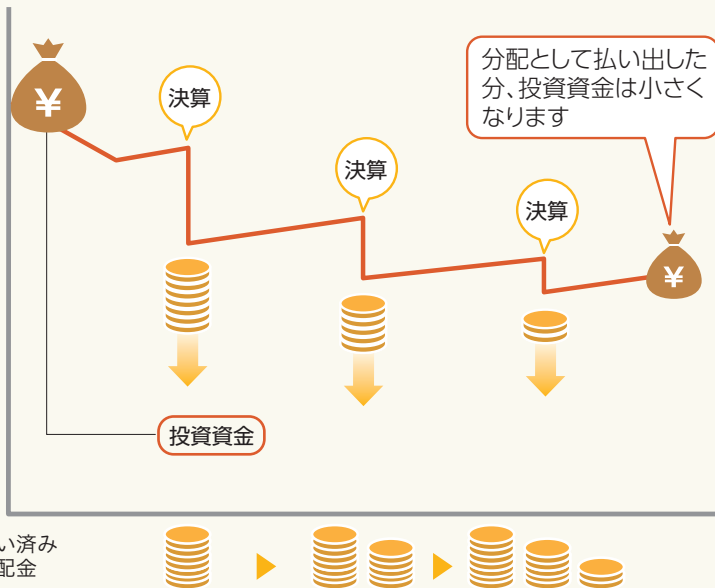 分配として払い出した
分、投資資金は小さく
なります
¥
決算
決算
決算
¥
投資資金
い済み
配金